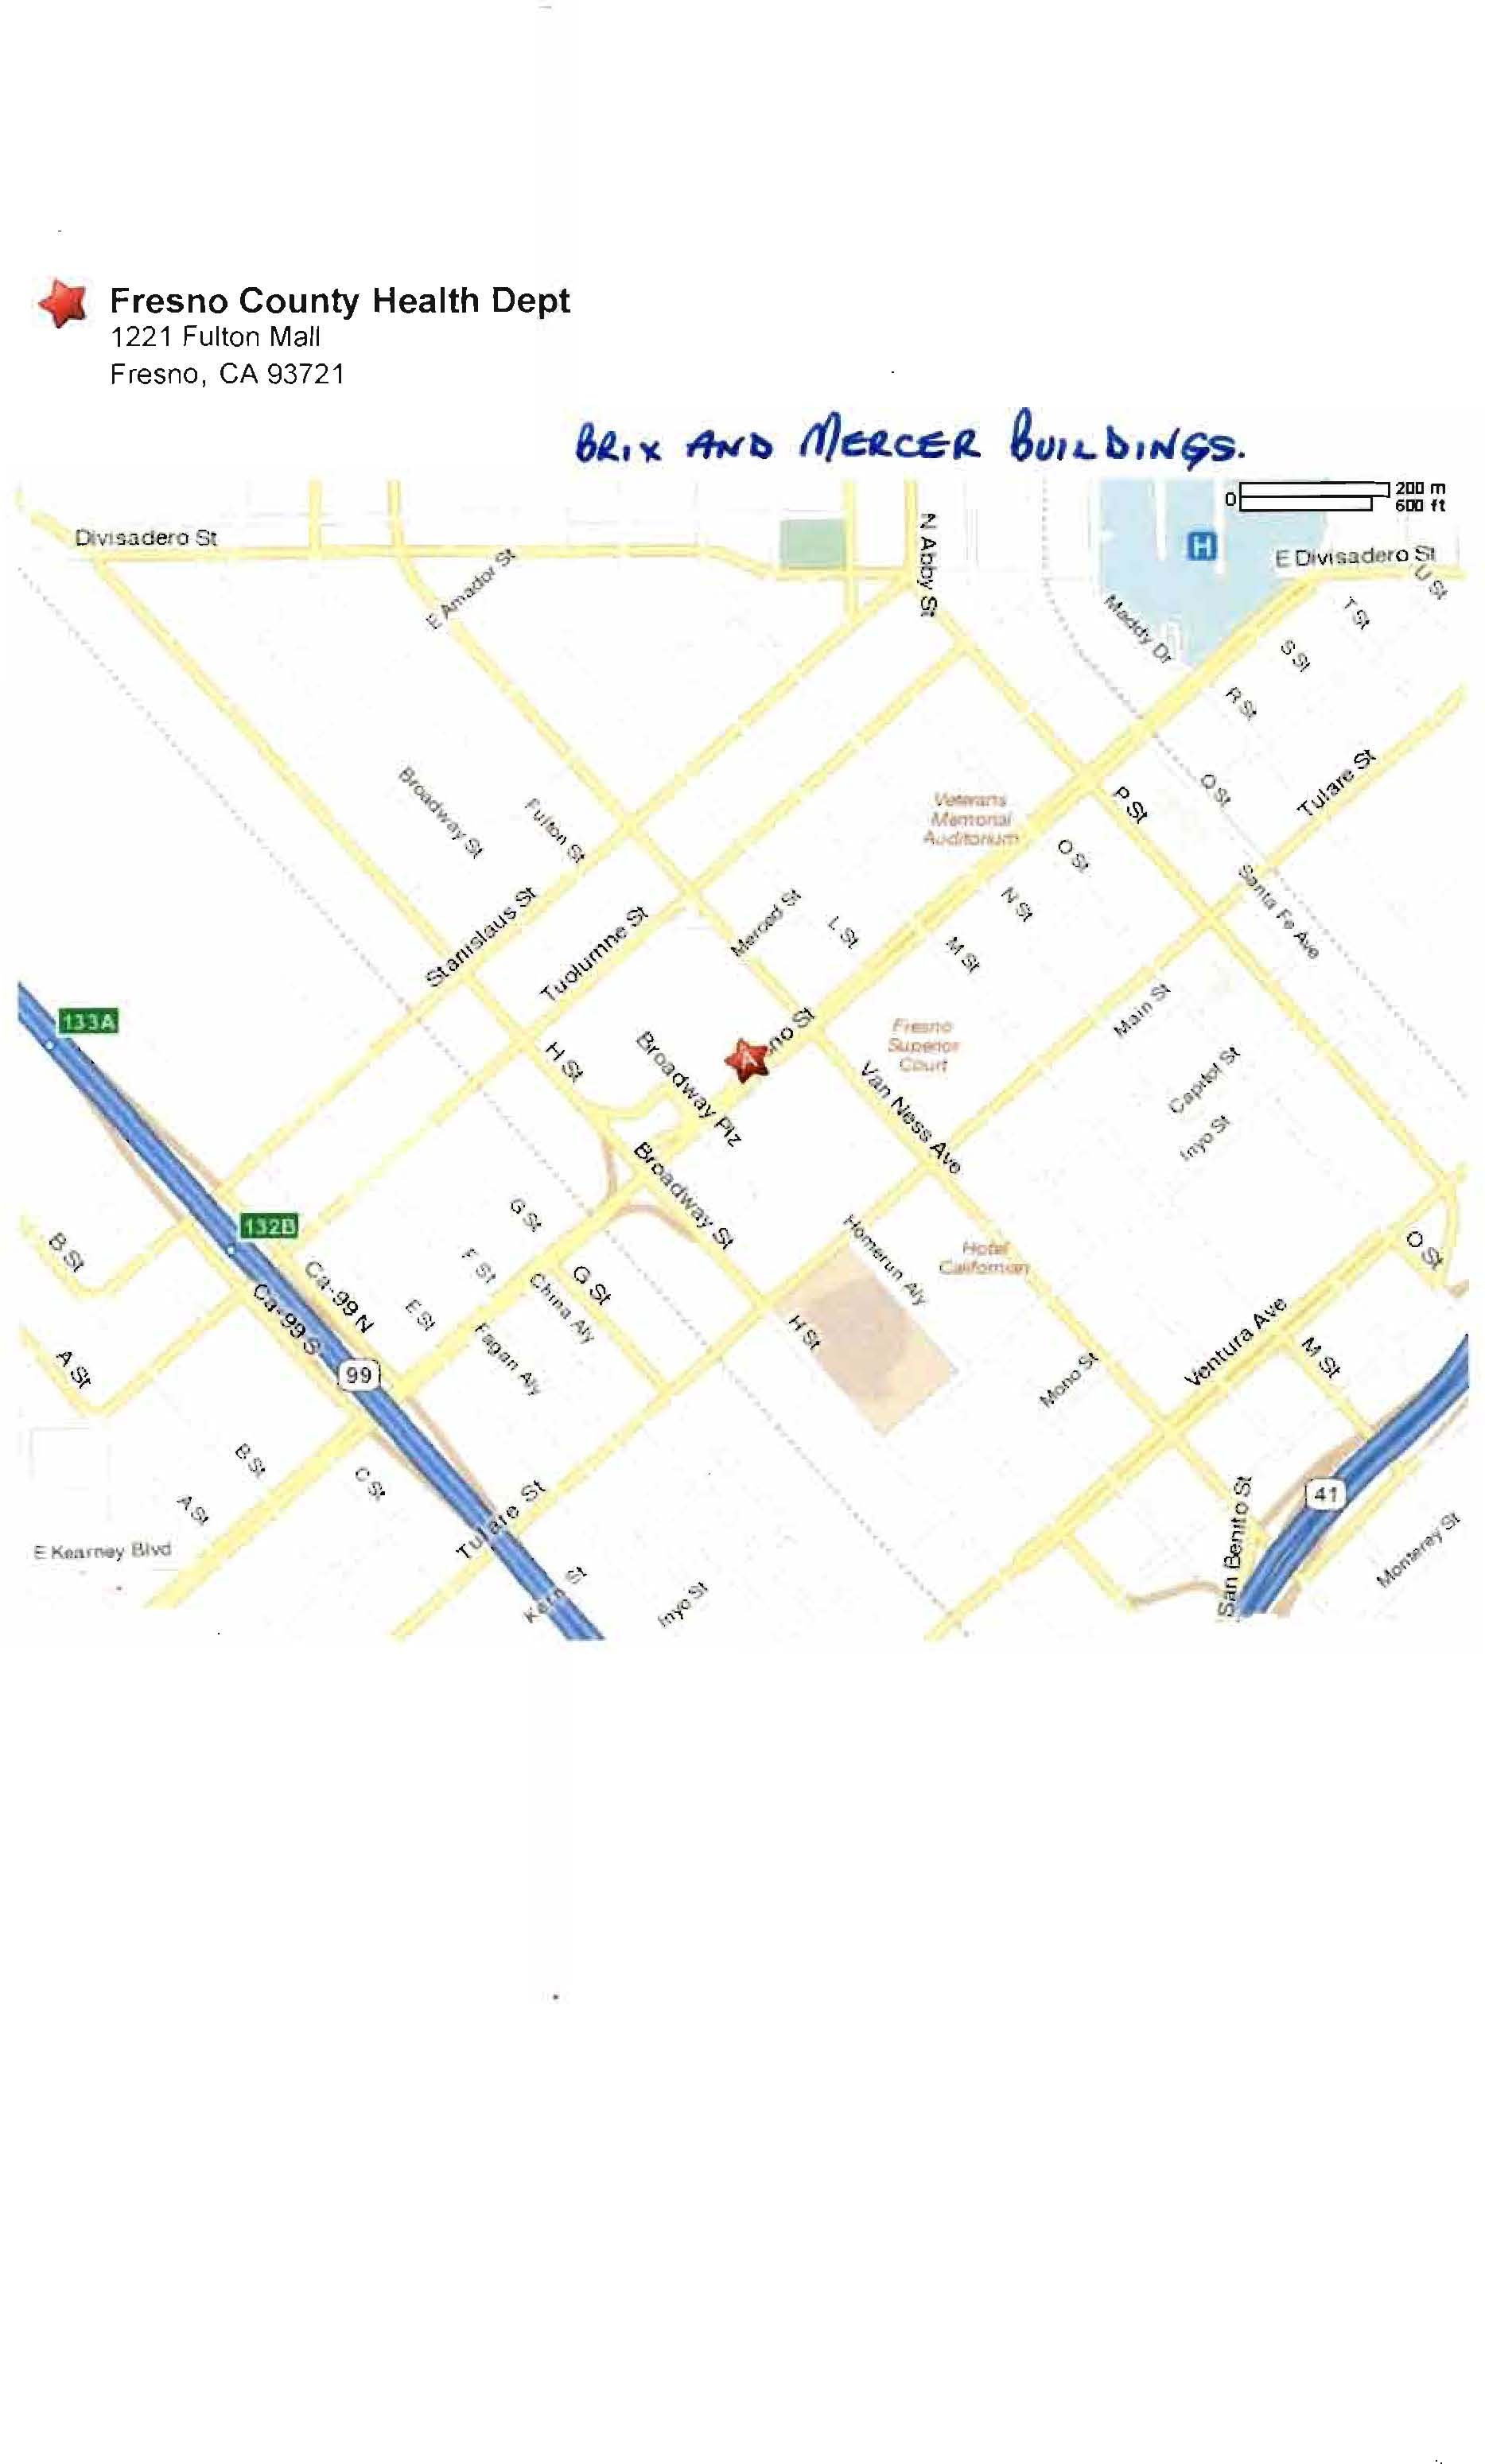 Fresno County Health Dept
1221 Fulton Mall
Fresno, CA 93721
BRIX AND MERCER BUILDINGS.
0
200 m
600 ft
Divisadero St
N Abby St
H
E Divisadero St
U St
E Amador St
Maddy Dr
T St
S St
R St
Broadway St
Fulton St
Veterans
Memorial
Auditorium
P St
Q St
Tulare St
O St
Stanislaus St
Tuolumne St
Merced St
L St
N St
M St
Santa Fe Ave
133A
H St
Broadway Plz
A
no St
Fresno
Superior
Court
Van Ness Ave
Main St
Capitol St
Inyo St
132B
B St
G St
Broadway St
Homerun Aly
Hotel
Californian
O St
Ca-99 N
Ca-99 S
F St
E St
China Aly
G St
Fagan Aly
H St
A St
99
Mono St
Ventura Ave
M St
B St
A St
C St
Tulare St
E Kearney Blvd
Kern St
Inyo St
San Benito St
41
Monterey St